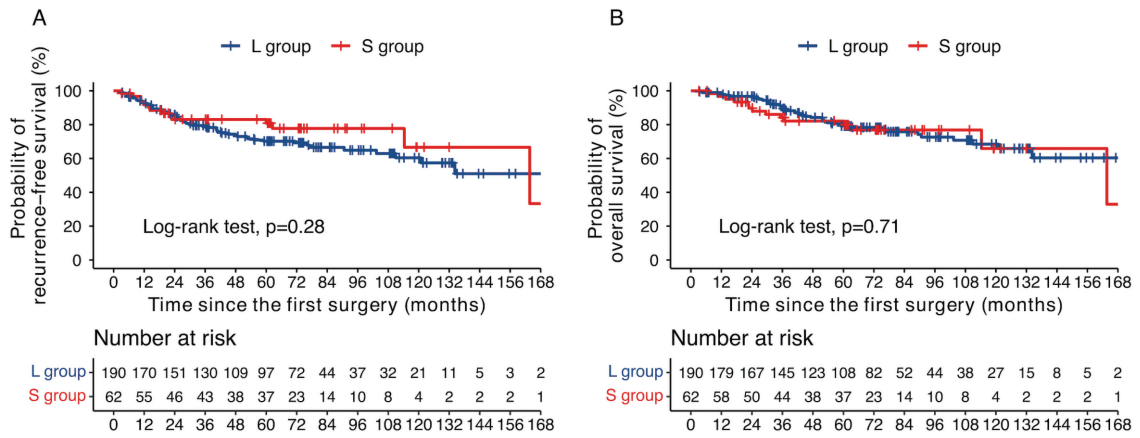 A
L group S group
Probability of
recurrence−free survival (%)
100
80
60
40
20
0
Log-rank test, p=0.28
0 12 24 36 48 60 72 84 96 108 120 132 144 156 168
Time since the first surgery (months)
Number at risk
L group 190 170 151 130 109 97 72 44 37 32 21 11 5 3 2
S group 62 55 46 43 38 37 23 14 10 8 4 2 2 2 1
0 12 24 36 48 60 72 84 96 108 120 132 144 156 168
B
L group S group
Probability of
overall survival (%)
100
80
60
40
20
0
Log-rank test, p=0.71
0 12 24 36 48 60 72 84 96 108 120 132 144 156 168
Time since the first surgery (months)
Number at risk
L group 190 179 167 145 123 108 82 52 44 38 27 15 8 5 2
S group 62 58 50 44 38 37 23 14 10 8 4 2 2 2 1
0 12 24 36 48 60 72 84 96 108 120 132 144 156 168